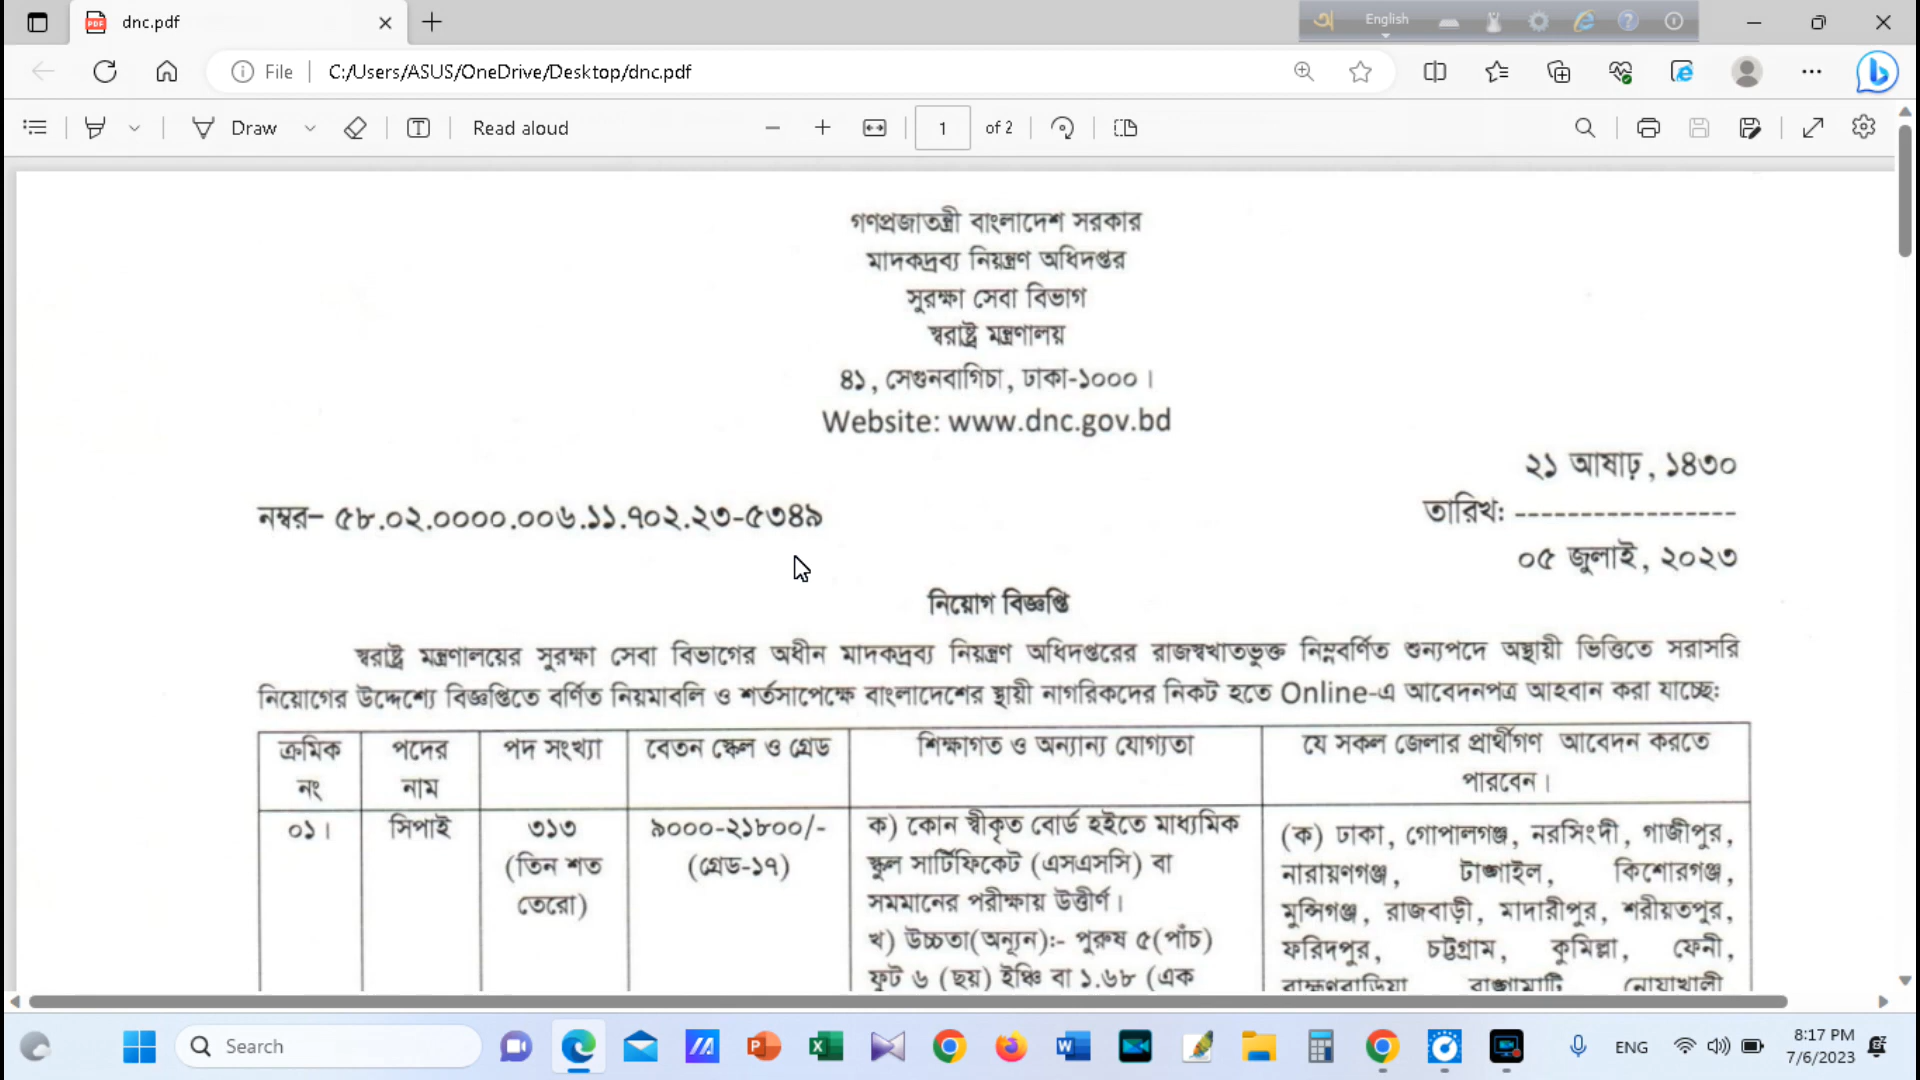 dnc.pdf
English
File
C:/Users/ASUS/OneDrive/Desktop/dnc.pdf
Draw
Read aloud
1 of 2
গণপ্রজাতন্ত্রী বাংলাদেশ সরকার
মাদকদ্রব্য নিয়ন্ত্রণ অধিদপ্তর
সুরক্ষা সেবা বিভাগ
স্বরাষ্ট্র মন্ত্রণালয়
৪১, সেগুনবাগিচা, ঢাকা-১০০০।
Website: www.dnc.gov.bd
২১ আষাঢ়, ১৪৩০
নম্বর- ৫৮.০২.০০০০.০০৬.১১.৭০২.২৩-৫৩৪৯
তারিখ: -----------------
০৫ জুলাই, ২০২৩
নিয়োগ বিজ্ঞপ্তি
স্বরাষ্ট্র মন্ত্রণালয়ের সুরক্ষা সেবা বিভাগের অধীন মাদকদ্রব্য নিয়ন্ত্রণ অধিদপ্তরের রাজস্বখাতভুক্ত নিম্নবর্ণিত শুন্যপদে অস্থায়ী ভিত্তিতে সরাসরি
নিয়োগের উদ্দেশ্যে বিজ্ঞপ্তিতে বর্ণিত নিয়মাবলি ও শর্তসাপেক্ষে বাংলাদেশের স্থায়ী নাগরিকদের নিকট হতে Online-এ আবেদনপত্র আহবান করা যাচ্ছে:
ক্রমিক নং
পদের নাম
পদ সংখ্যা
বেতন স্কেল ও গ্রেড
শিক্ষাগত ও অন্যান্য যোগ্যতা
যে সকল জেলার প্রার্থীগণ আবেদন করতে
পারবেন।
০১।
সিপাই
৩১৩
(তিন শত
তেরো)
৯০০০-২১৮০০/-
(গ্রেড-১৭)
ক) কোন স্বীকৃত বোর্ড হইতে মাধ্যমিক
স্কুল সার্টিফিকেট (এসএসসি) বা
সমমানের পরীক্ষায় উত্তীর্ণ।
খ) উচ্চতা(অন্যূন):- পুরুষ ৫(পাঁচ)
ফুট ৬ (ছয়) ইঞ্চি বা ১.৬৮ (এক
(ক) ঢাকা, গোপালগঞ্জ, নরসিংদী, গাজীপুর,
নারায়ণগঞ্জ, টাঙ্গাইল, কিশোরগঞ্জ,
মুন্সিগঞ্জ, রাজবাড়ী, মাদারীপুর, শরীয়তপুর,
ফরিদপুর, চট্টগ্রাম, কুমিল্লা, ফেনী,
ব্রাহ্মণবাড়িয়া রাঙ্গামাটি নোয়াখালী
Search
ENG
8:17 PM
7/6/2023